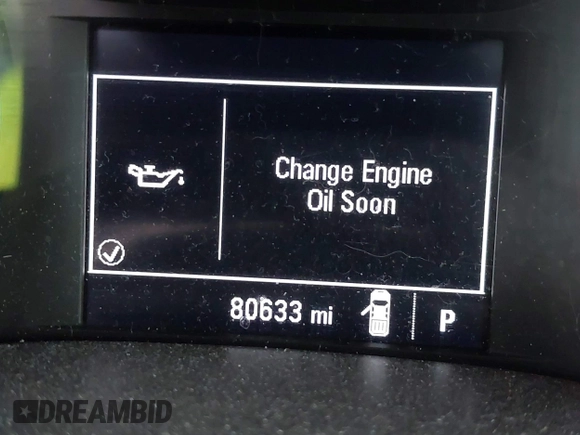 Change Engine
Oil Soon
80633 mi
P
DREAMBID